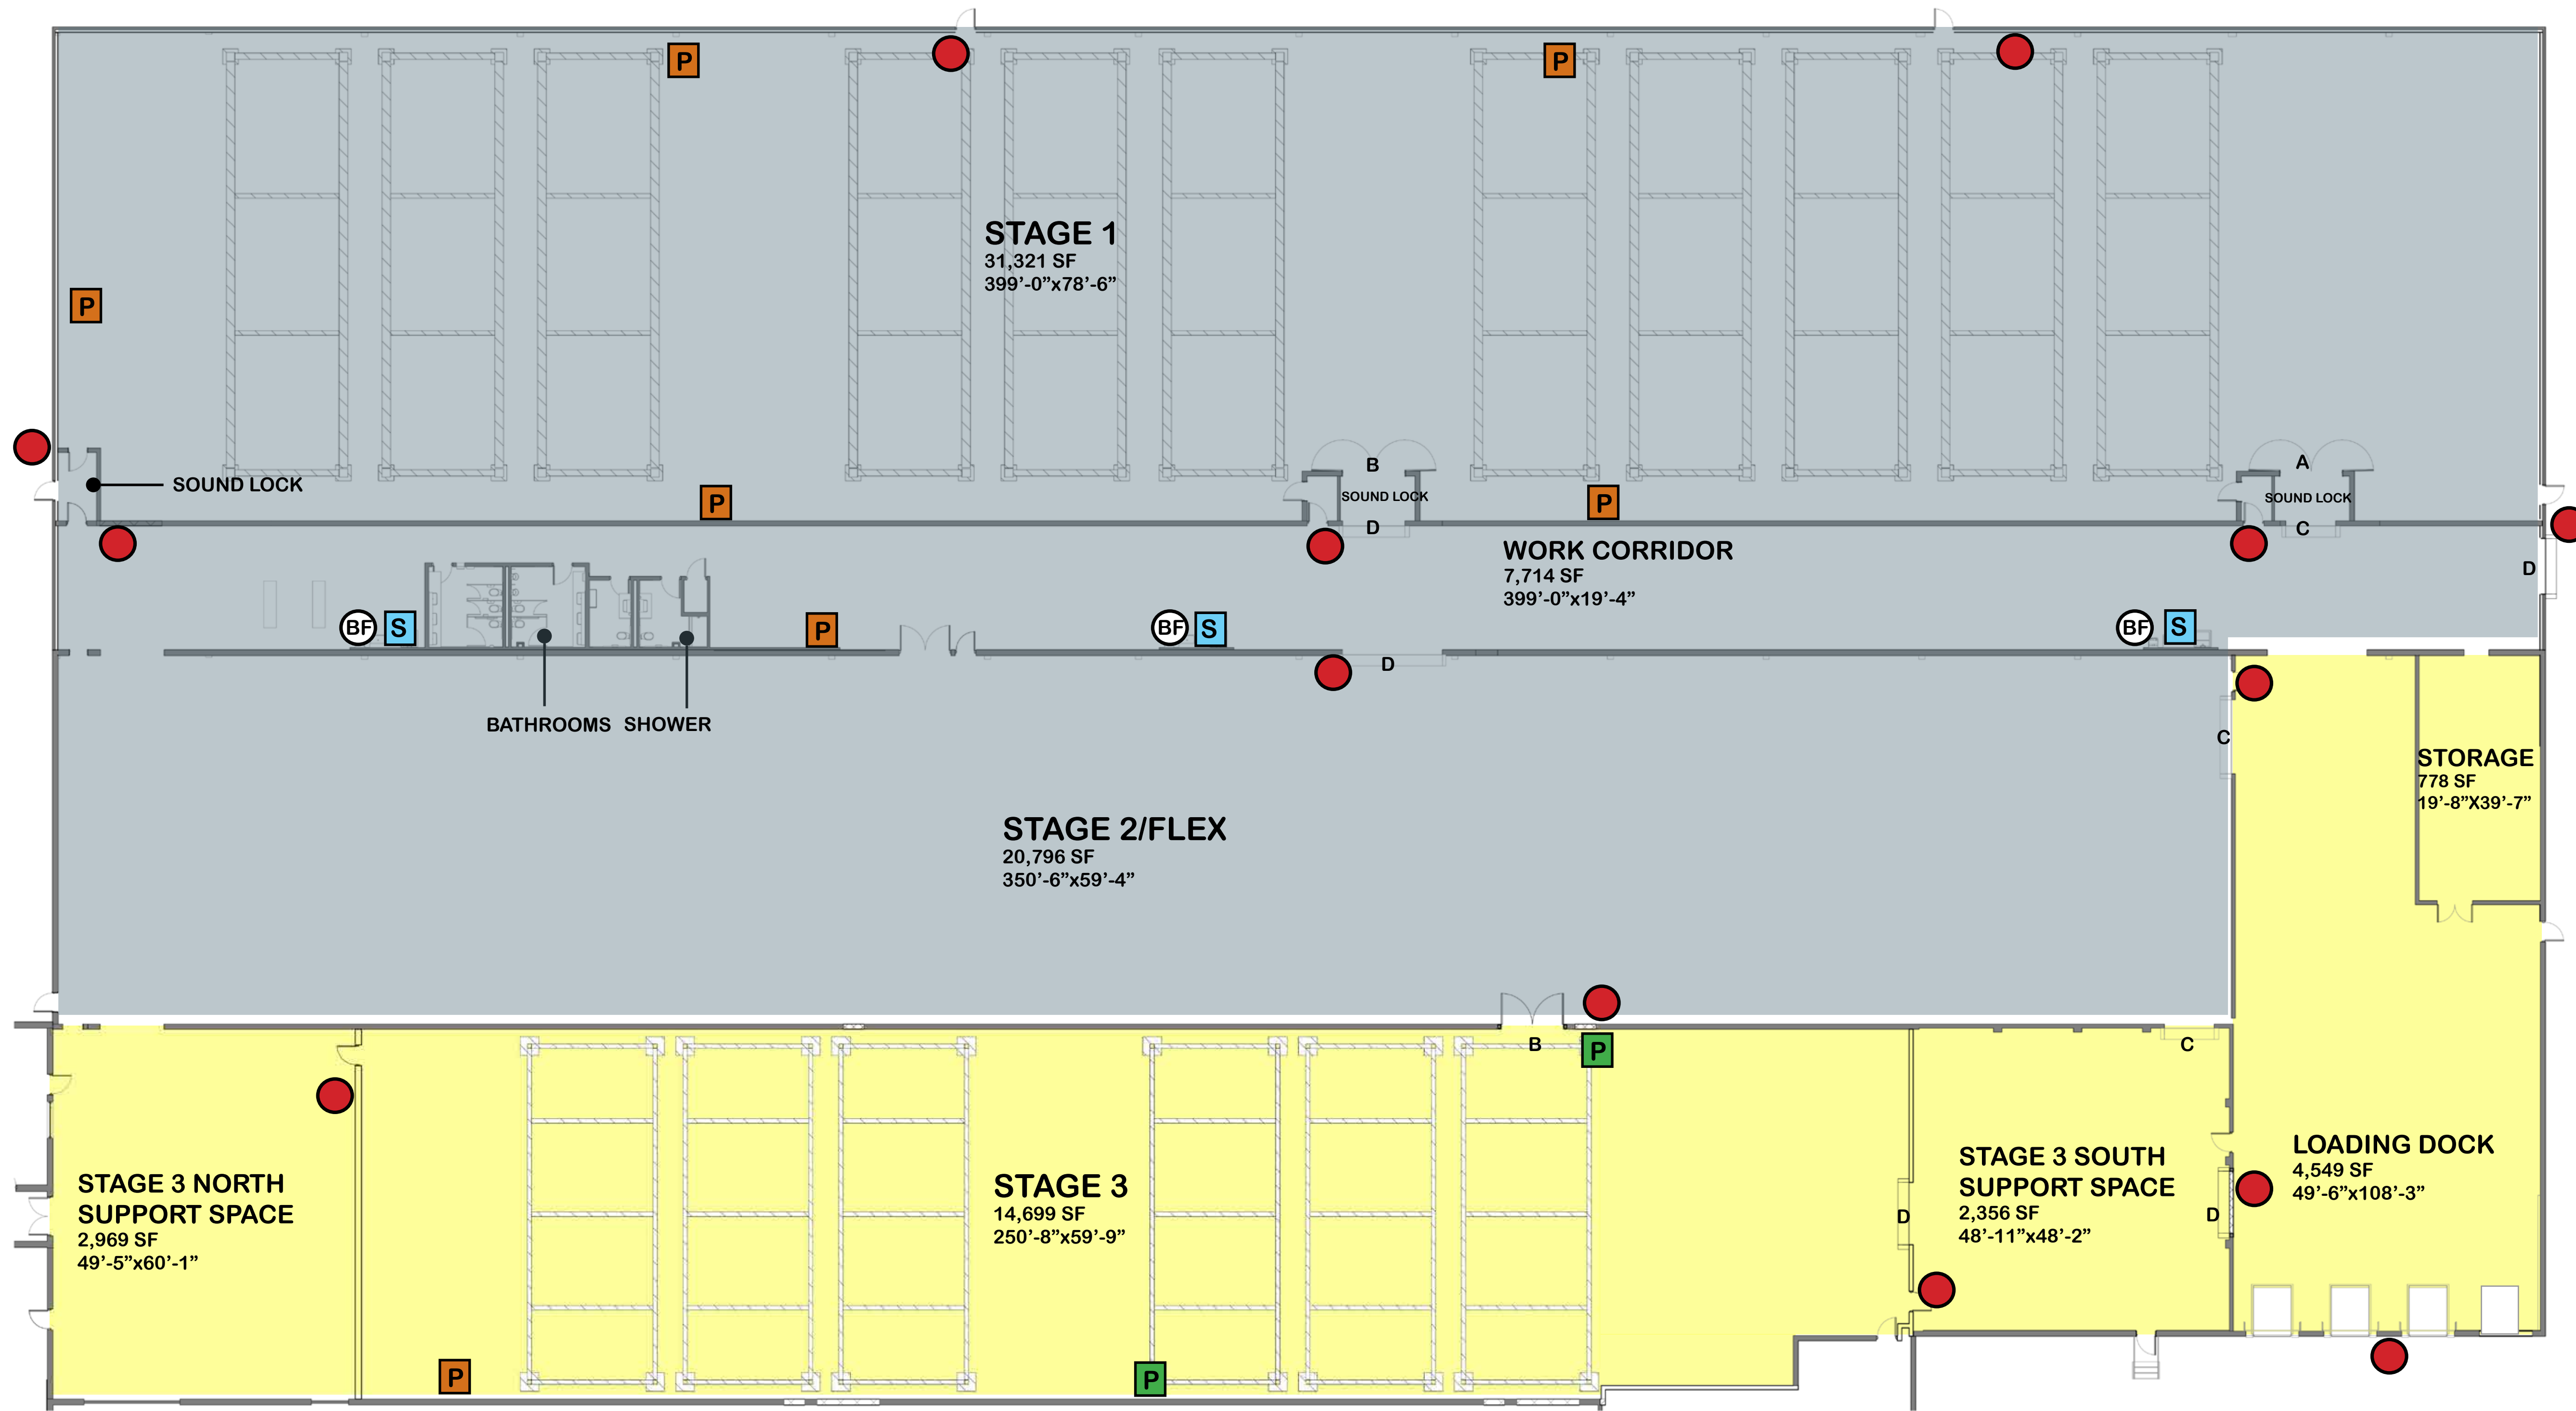 P
P
STAGE 1
31,321 SF
399'-0"x78'-6"
P
B
A
SOUND LOCK
SOUND LOCK
SOUND LOCK
P
P
D
C
WORK CORRIDOR
7,714 SF
399'-0"x19'-4"
D
BF
S
P
BF
S
BF
S
D
BATHROOMS
SHOWER
C
STORAGE
778 SF
19'-8"X39'-7"
STAGE 2/FLEX
20,796 SF
350'-6"x59'-4"
B
P
C
STAGE 3 NORTH
SUPPORT SPACE
2,969 SF
49'-5"x60'-1"
STAGE 3
14,699 SF
250'-8"x59'-9"
D
STAGE 3 SOUTH
SUPPORT SPACE
2,356 SF
48'-11"x48'-2"
D
LOADING DOCK
4,549 SF
49'-6"x108'-3"
P
P